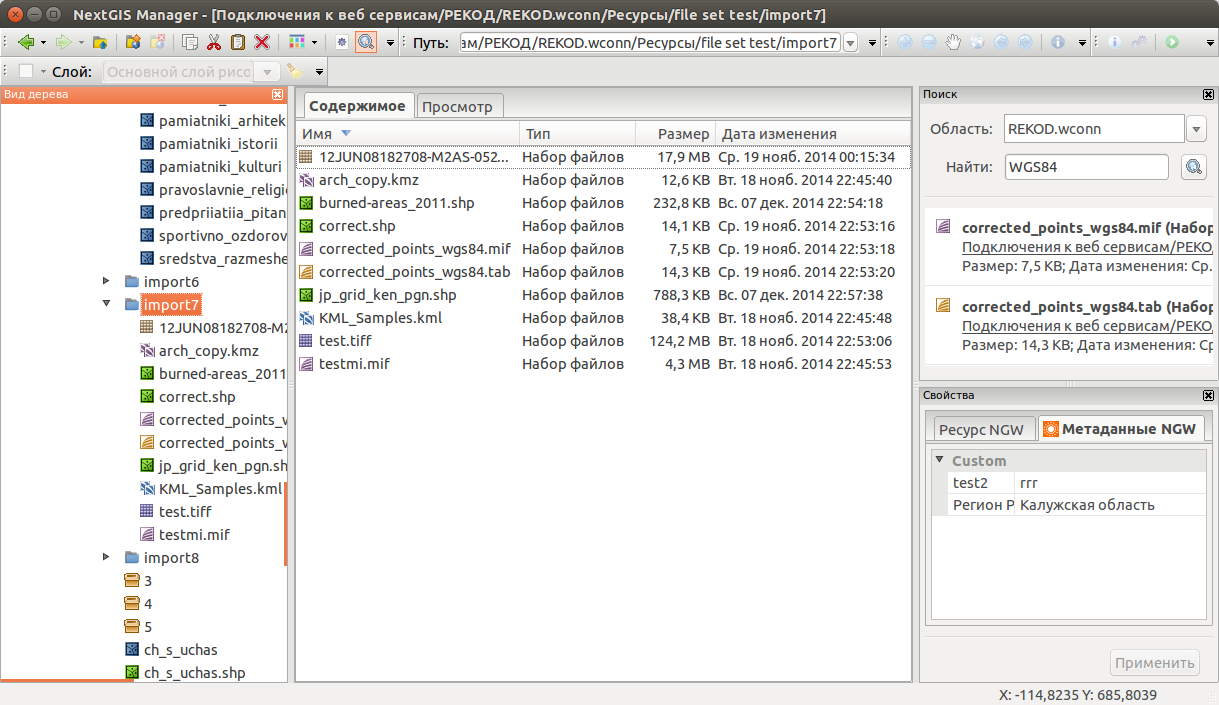 NextGIS Manager - [Подключения к веб сервисам/РЕКОД/REKOD.wconn/Ресурсы/file set test/import7]
Путь: эм/РЕКОД/REKOD.wconn/Ресурсы/file set test/import7
Слой: Основной слой рисо
Вид дерева
pamiatniki_arhitek
pamiatniki_istorii
pamiatniki_kulturi
pravoslavnie_religio
predpriiatiia_pitan
sportivno_ozdorov
sredstva_razmeshe
import6
import7
12JUN08182708-M2
arch_copy.kmz
burned-areas_2011
correct.shp
corrected_points_w
corrected_points_w
jp_grid_ken_pgn.sh
KML_Samples.kml
test.tiff
testmi.mif
import8
3
4
5
ch_s_uchas
ch_s_uchas.shp
Содержимое Просмотр
Имя Тип Размер Дата изменения
12JUN08182708-M2AS-052... Набор файлов 17,9 MB Ср. 19 нояб. 2014 00:15:34
arch_copy.kmz Набор файлов 12,6 KB Вт. 18 нояб. 2014 22:45:40
burned-areas_2011.shp Набор файлов 232,8 KB Вс. 07 дек. 2014 22:54:18
correct.shp Набор файлов 14,1 KB Ср. 19 нояб. 2014 22:53:16
corrected_points_wgs84.mif Набор файлов 7,5 KB Ср. 19 нояб. 2014 22:53:18
corrected_points_wgs84.tab Набор файлов 14,3 KB Ср. 19 нояб. 2014 22:53:20
jp_grid_ken_pgn.shp Набор файлов 788,3 KB Вс. 07 дек. 2014 22:57:38
KML_Samples.kml Набор файлов 38,4 KB Вт. 18 нояб. 2014 22:45:48
test.tiff Набор файлов 124,2 MB Вт. 18 нояб. 2014 22:53:06
testmi.mif Набор файлов 4,3 MB Вт. 18 нояб. 2014 22:45:53
Поиск
Область: REKOD.wconn
Найти: WGS84
corrected_points_wgs84.mif (Набор
Подключения к веб сервисам/РЕКО
Размер: 7,5 KB; Дата изменения: Ср.
corrected_points_wgs84.tab (Набор
Подключения к веб сервисам/РЕКО
Размер: 14,3 KB; Дата изменения: Ср
Свойства
Ресурс NGW Метаданные NGW
Custom
test2 rrr
Регион Р Калужская область
Применить
X: -114,8235 Y: 685,8039